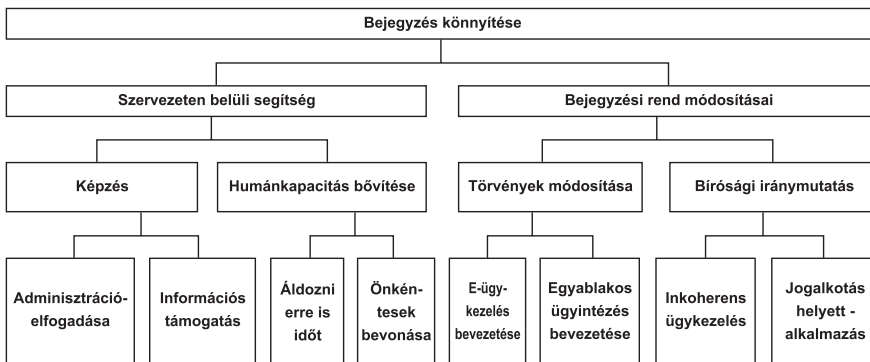 Bejegyzés könnyítése
Szervezeten belüli segítség
Bejegyzési rend módosításai
Képzés
Humánkapacitás bővítése
Törvények módosítása
Bírósági iránymutatás
Adminisztráció-
elfogadása
Információs
támogatás
Áldozni
erre is
időt
Önkén-
tesek
bevonása
E-ügy-
kezelés
bevezetése
Egyablakos
ügyintézés
bevezetése
Inkoherens
ügykezelés
Jogalkotás
helyett -
alkalmazás